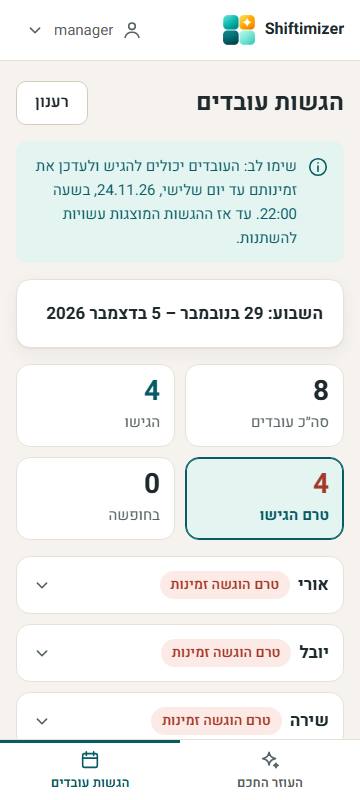 Shiftimizer
manager
הגשות עובדים
רענון
שימו לב: העובדים יכולים להגיש ולעדכן את
זמינותם עד יום שלישי, 24.11.26, בשעה
22:00. עד אז ההגשות המוצגות עשויות
להשתנות.
השבוע: 29 בנובמבר – 5 בדצמבר 2026
8
סה״כ עובדים
4
הגישו
4
טרם הגישו
0
בחופשה
אורי טרם הוגשה זמינות
יובל טרם הוגשה זמינות
שירה טרם הוגשה זמינות
העוזר החכם
הגשות עובדים